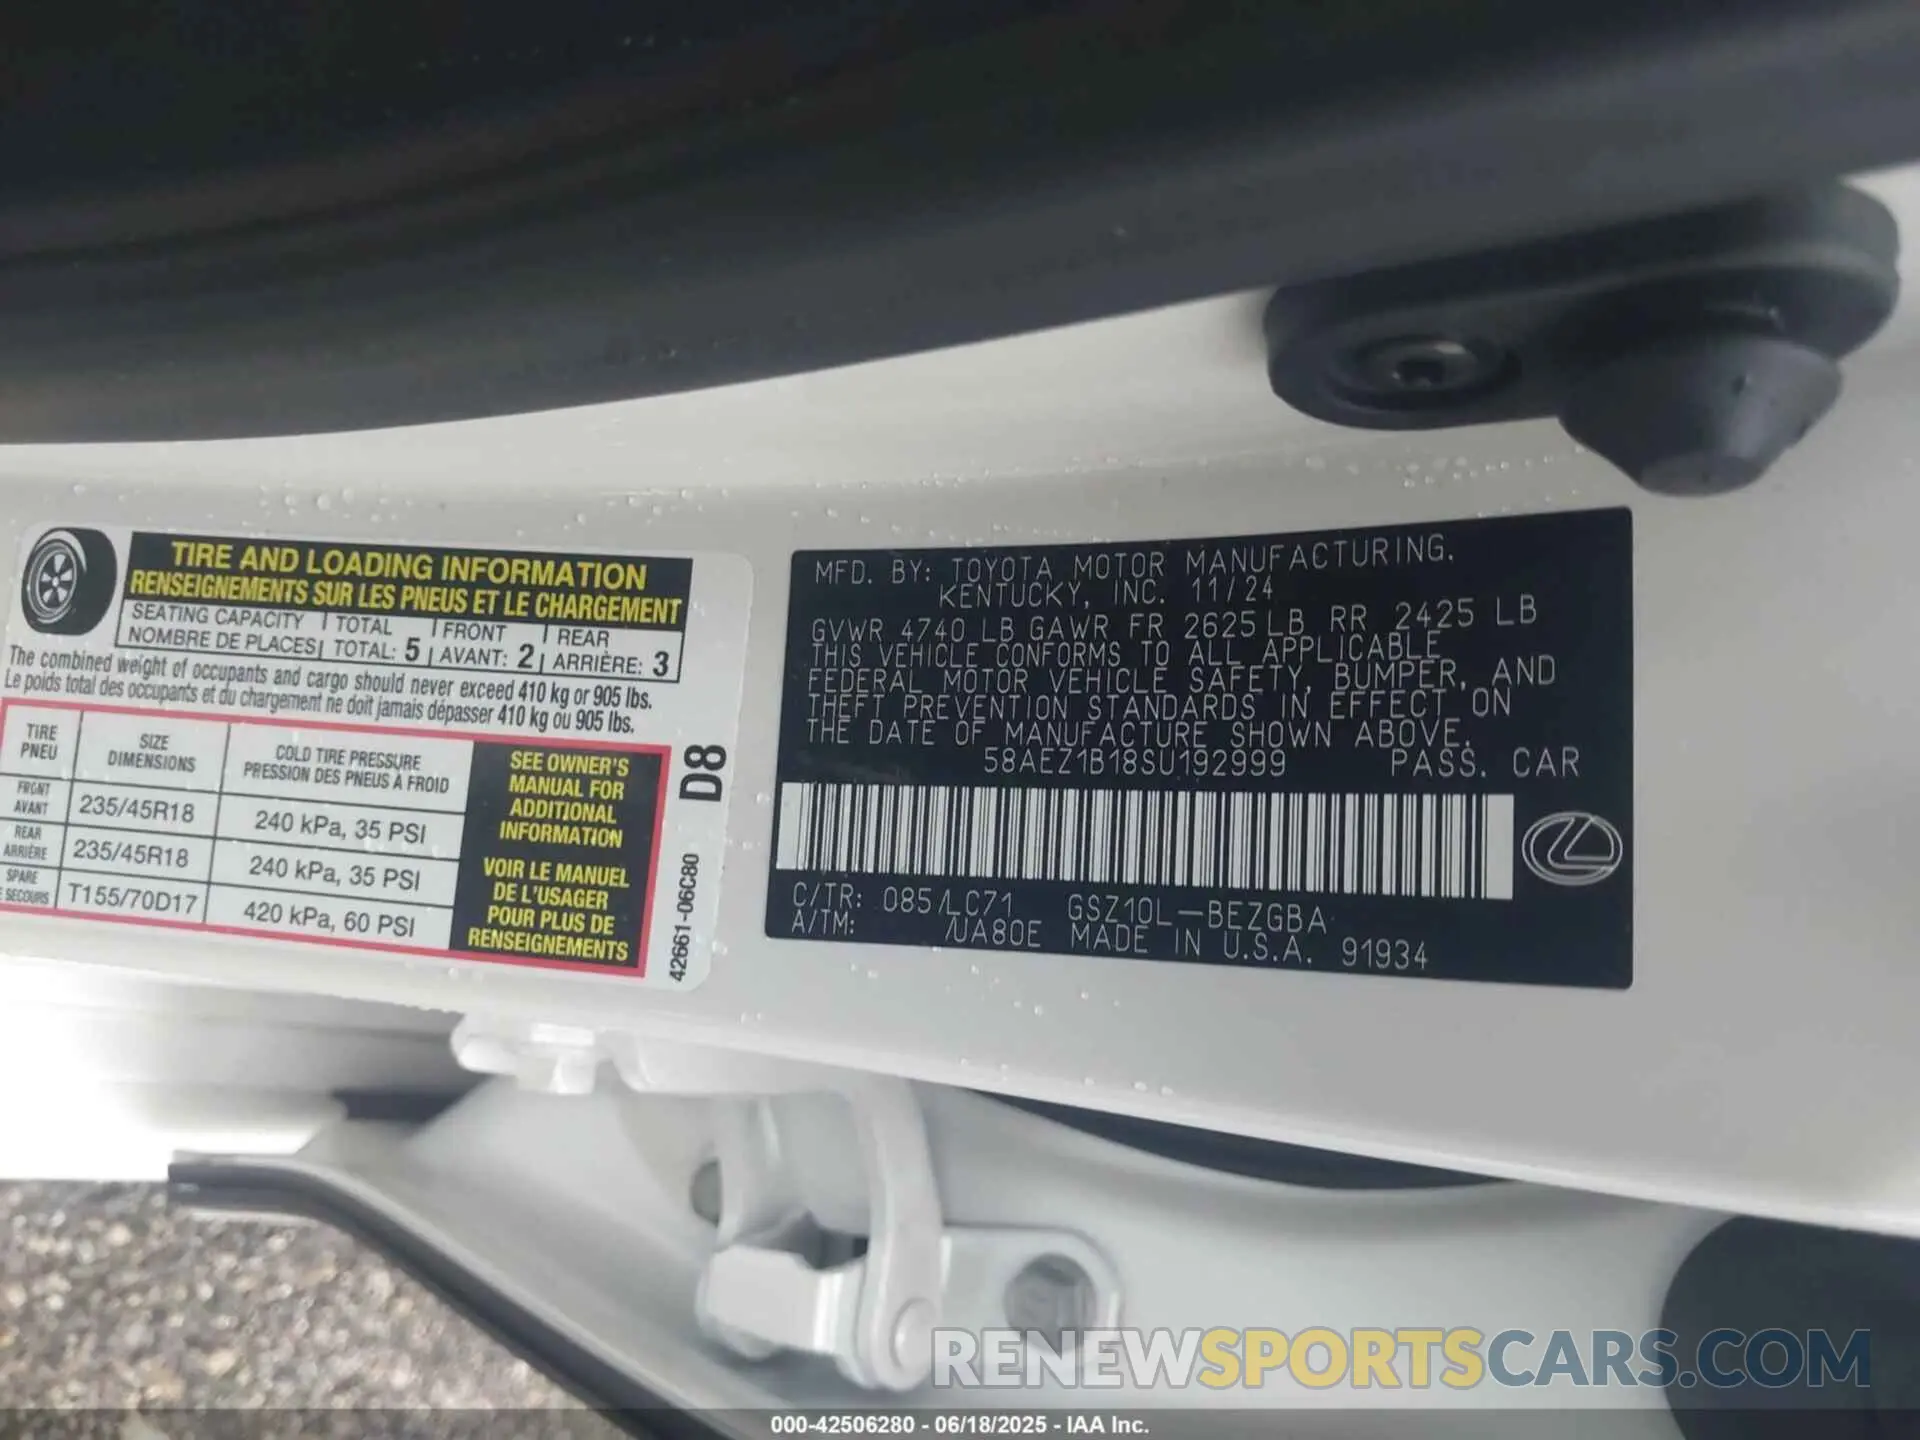 TIRE AND LOADING INFORMATION
RENSEIGNEMENTS SUR LES PNEUS ET LE CHARGEMENT
SEATING CAPACITY TOTAL FRONT REAR
NOMBRE DE PLACES TOTAL: 5 AVANT: 2 ARRIÈRE: 3
The combined weight of occupants and cargo should never exceed 410 kg or 905 lbs.
Le poids total des occupants et du chargement ne doit jamais dépasser 410 kg ou 905 lbs.
TIRE SIZE COLD TIRE PRESSURE
PNEU DIMENSIONS PRESSION DES PNEUS À FROID
FRONT
AVANT 235/45R18 240 kPa, 35 PSI
REAR
ARRIÈRE 235/45R18 240 kPa, 35 PSI
SPARE
SECOURS T155/70D17 420 kPa, 60 PSI
SEE OWNER'S
MANUAL FOR
ADDITIONAL
INFORMATION
VOIR LE MANUEL
DE L'USAGER
POUR PLUS DE
RENSEIGNEMENTS
D8
42661-06C80
MFD. BY: TOYOTA MOTOR MANUFACTURING.
KENTUCKY, INC. 11/24
GVWR 4740 LB GAWR FR 2625 LB RR 2425 LB
THIS VEHICLE CONFORMS TO ALL APPLICABLE
FEDERAL MOTOR VEHICLE SAFETY, BUMPER, AND
THEFT PREVENTION STANDARDS IN EFFECT ON
THE DATE OF MANUFACTURE SHOWN ABOVE.
58AEZ1B18SU192999 PASS. CAR
C/TR: 085/LC71 GSZ10L-BEZGBA
A/TM: /UA80E MADE IN U.S.A. 91934
RENEWSPORTSCARS.COM
000-42506280 - 06/18/2025 - IAA Inc.